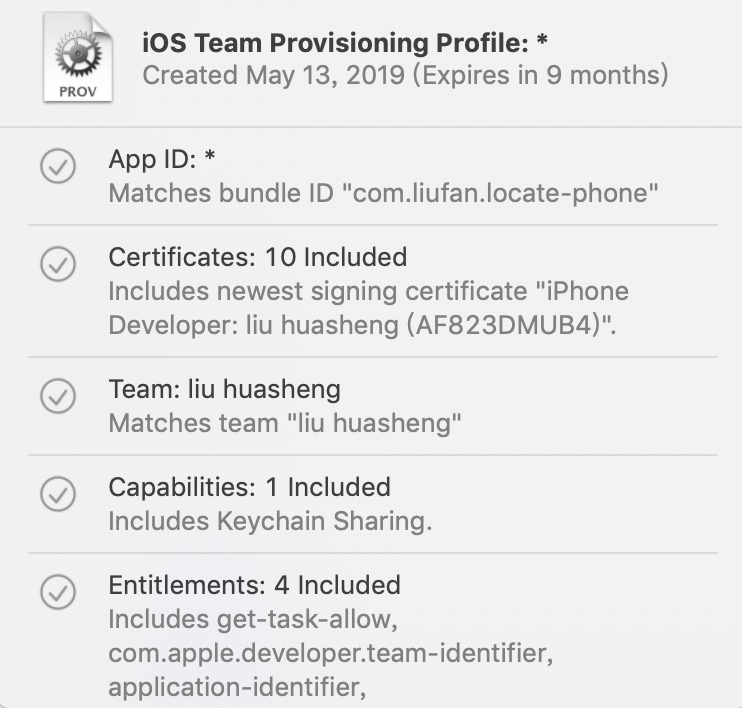 PROV
iOS Team Provisioning Profile: *
Created May 13, 2019 (Expires in 9 months)
App ID: *
Matches bundle ID "com.liufan.locate-phone"
Certificates: 10 Included
Includes newest signing certificate "iPhone
Developer: liu huasheng (AF823DMUB4)".
Team: liu huasheng
Matches team "liu huasheng"
Capabilities: 1 Included
Includes Keychain Sharing.
Entitlements: 4 Included
Includes get-task-allow,
com.apple.developer.team-identifier,
application-identifier,